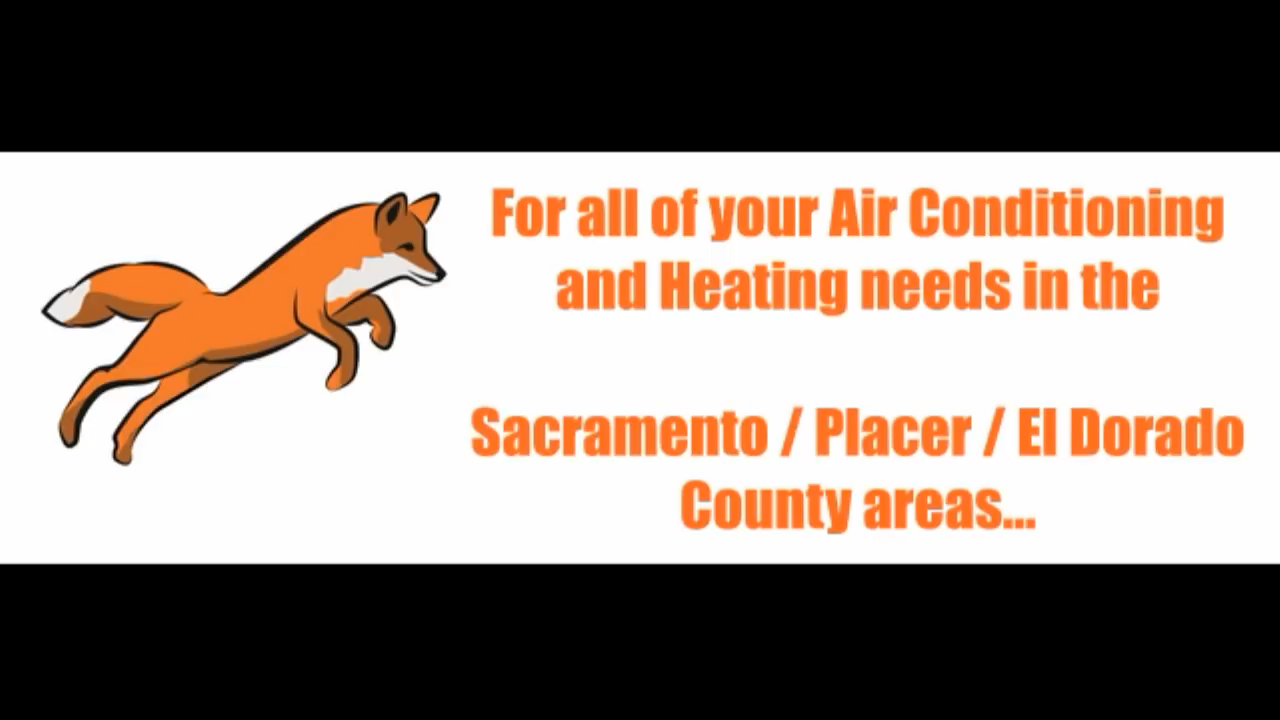 For all of your Air Conditioning
and Heating needs in the
Sacramento / Placer / El Dorado
County areas...